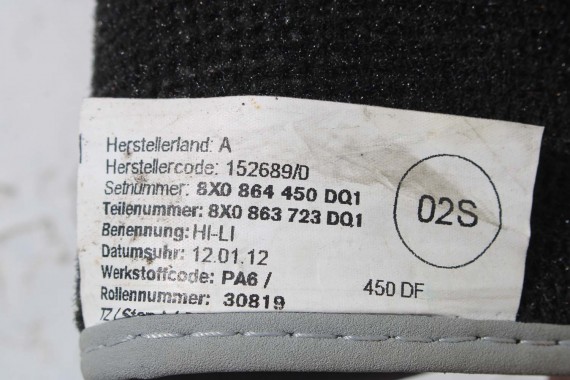 Herstellerland: A
Herstellercode: 152689/0
Setnummer: 8X0 864 450 DQ1
Teilenummer: 8X0 863 723 DQ1
02S
Benennung: HI-LI
Datumsuhr: 12.01.12
Werkstoffcode: PA6 /
450 DF
Rollennummer: 30819